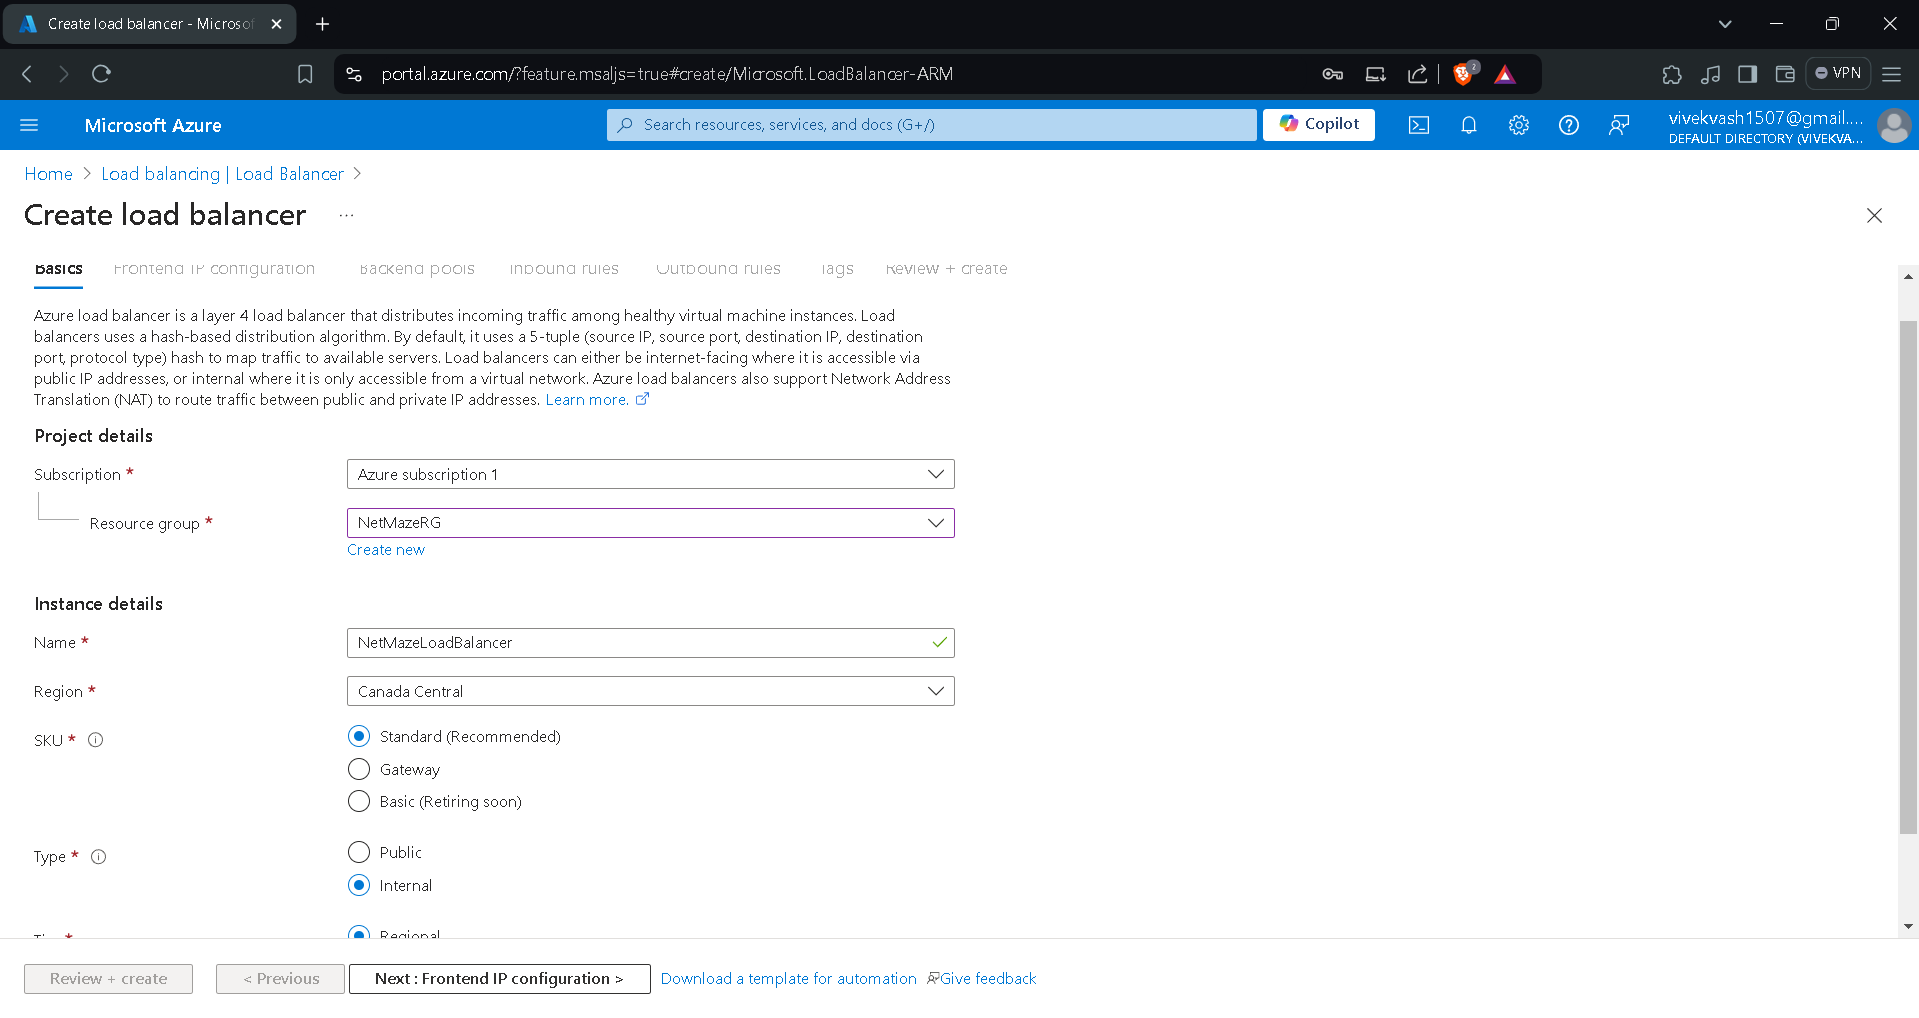 Create load balancer - Microsof
portal.azure.com/?feature.msaljs=true#create/Microsoft.LoadBalancer-ARM
2
VPN
Microsoft Azure
Search resources, services, and docs (G+/)
Copilot
vivekvash1507@gmail....
DEFAULT DIRECTORY (VIVEKVA...
Home > Load balancing | Load Balancer >
Create load balancer ...
Basics Frontend IP configuration Backend pools Inbound rules Outbound rules Tags Review + create
Azure load balancer is a layer 4 load balancer that distributes incoming traffic among healthy virtual machine instances. Load
balancers uses a hash-based distribution algorithm. By default, it uses a 5-tuple (source IP, source port, destination IP, destination
port, protocol type) hash to map traffic to available servers. Load balancers can either be internet-facing where it is accessible via
public IP addresses, or internal where it is only accessible from a virtual network. Azure load balancers also support Network Address
Translation (NAT) to route traffic between public and private IP addresses. Learn more.
Project details
Subscription * Azure subscription 1
Resource group * NetMazeRG
Create new
Instance details
Name * NetMazeLoadBalancer
Region * Canada Central
SKU * Standard (Recommended)
Gateway
Basic (Retiring soon)
Type * Public
Internal
Regional
Review + create < Previous Next : Frontend IP configuration > Download a template for automation Give feedback